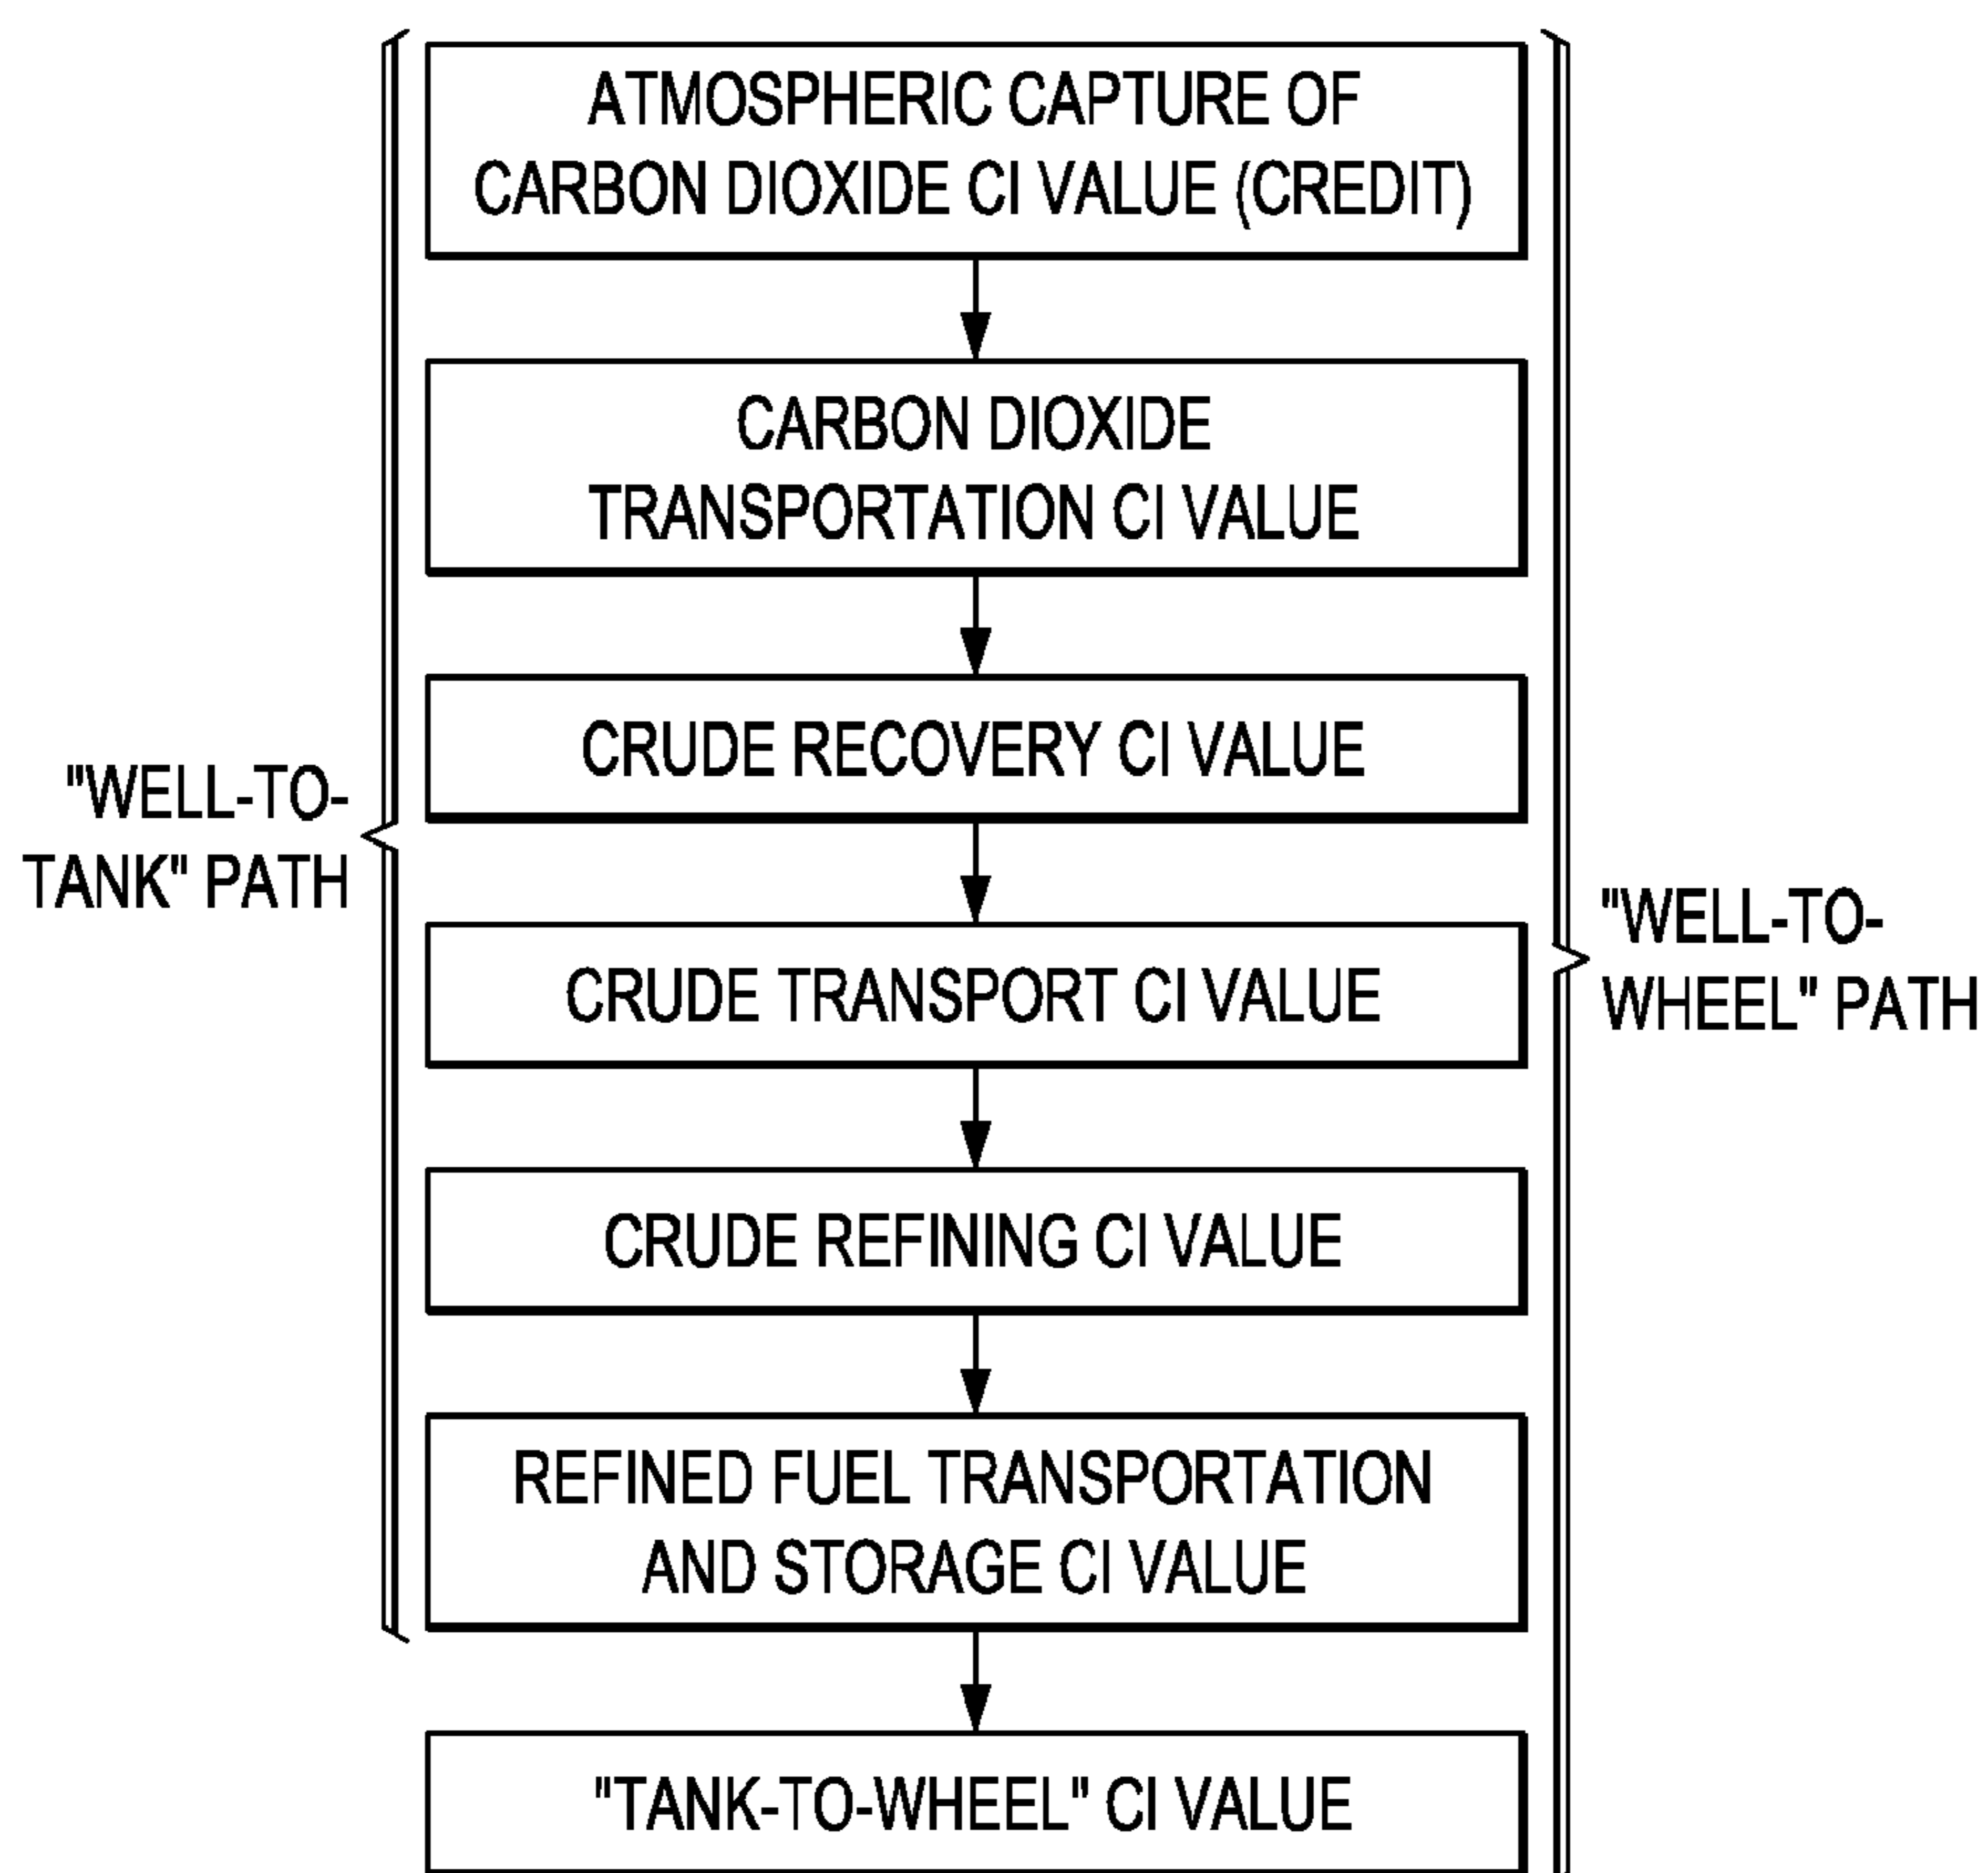 ATMOSPHERIC CAPTURE OF
CARBON DIOXIDE CI VALUE (CREDIT)
CARBON DIOXIDE
TRANSPORTATION CI VALUE
CRUDE RECOVERY CI VALUE
"WELL-TO-
TANK" PATH
CRUDE TRANSPORT CI VALUE
"WELL-TO-
WHEEL" PATH
CRUDE REFINING CI VALUE
REFINED FUEL TRANSPORTATION
AND STORAGE CI VALUE
"TANK-TO-WHEEL" CI VALUE